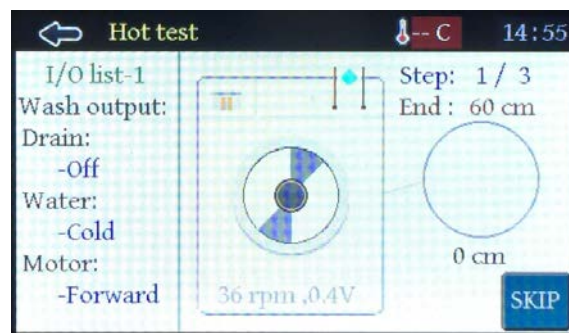 Hot test
-- C
14:55
I/O list-1
Wash output:
Drain:
-Off
Water:
-Cold
Motor:
-Forward
36 rpm ,0.4V
Step: 1 / 3
End : 60 cm
0 cm
SKIP